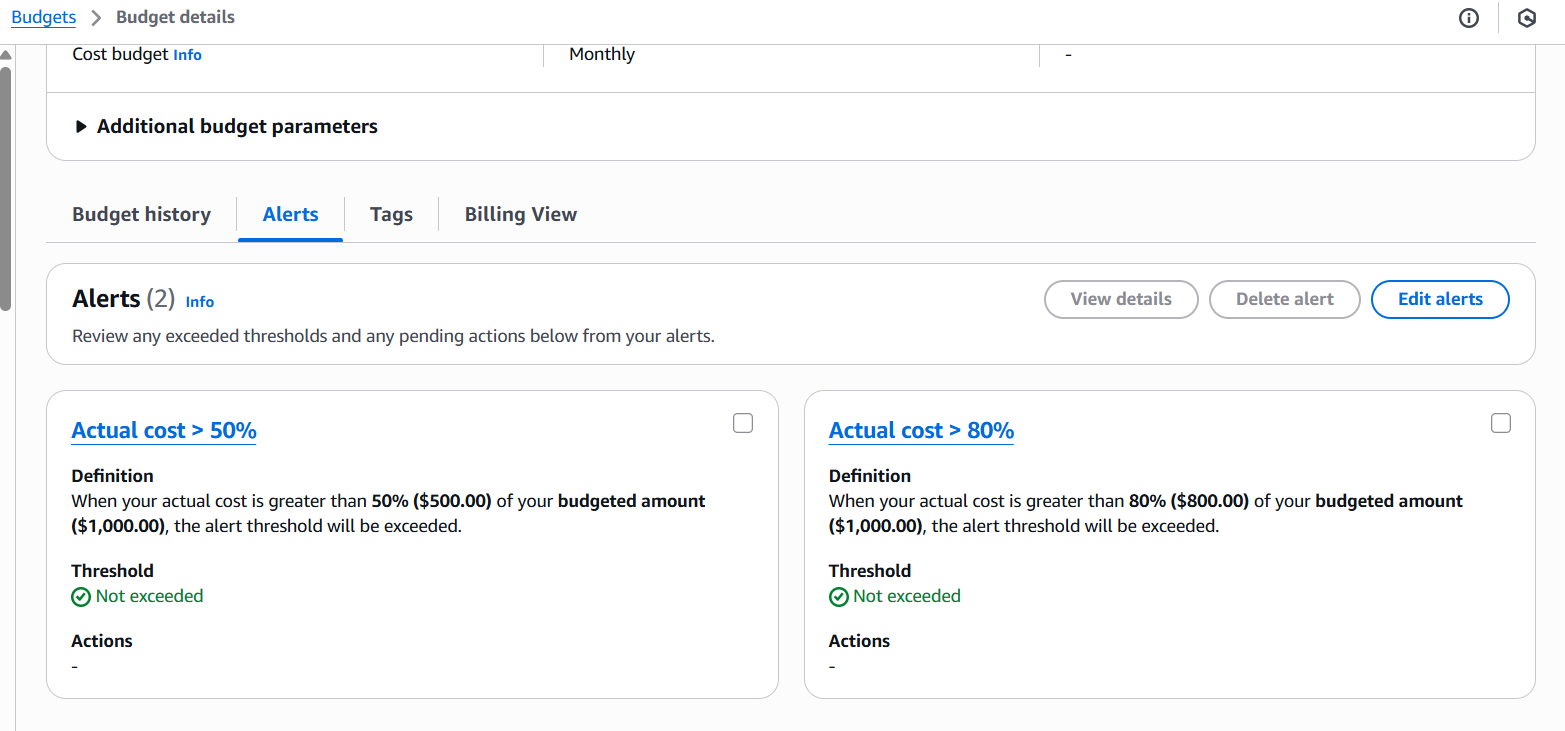 Budgets > Budget details
Cost budget Info Monthly -
Additional budget parameters
Budget history Alerts Tags Billing View
Alerts (2) Info View details Delete alert Edit alerts
Review any exceeded thresholds and any pending actions below from your alerts.
Actual cost > 50%
Definition
When your actual cost is greater than 50% ($500.00) of your budgeted amount
($1,000.00), the alert threshold will be exceeded.
Threshold
Not exceeded
Actions
-
Actual cost > 80%
Definition
When your actual cost is greater than 80% ($800.00) of your budgeted amount
($1,000.00), the alert threshold will be exceeded.
Threshold
Not exceeded
Actions
-